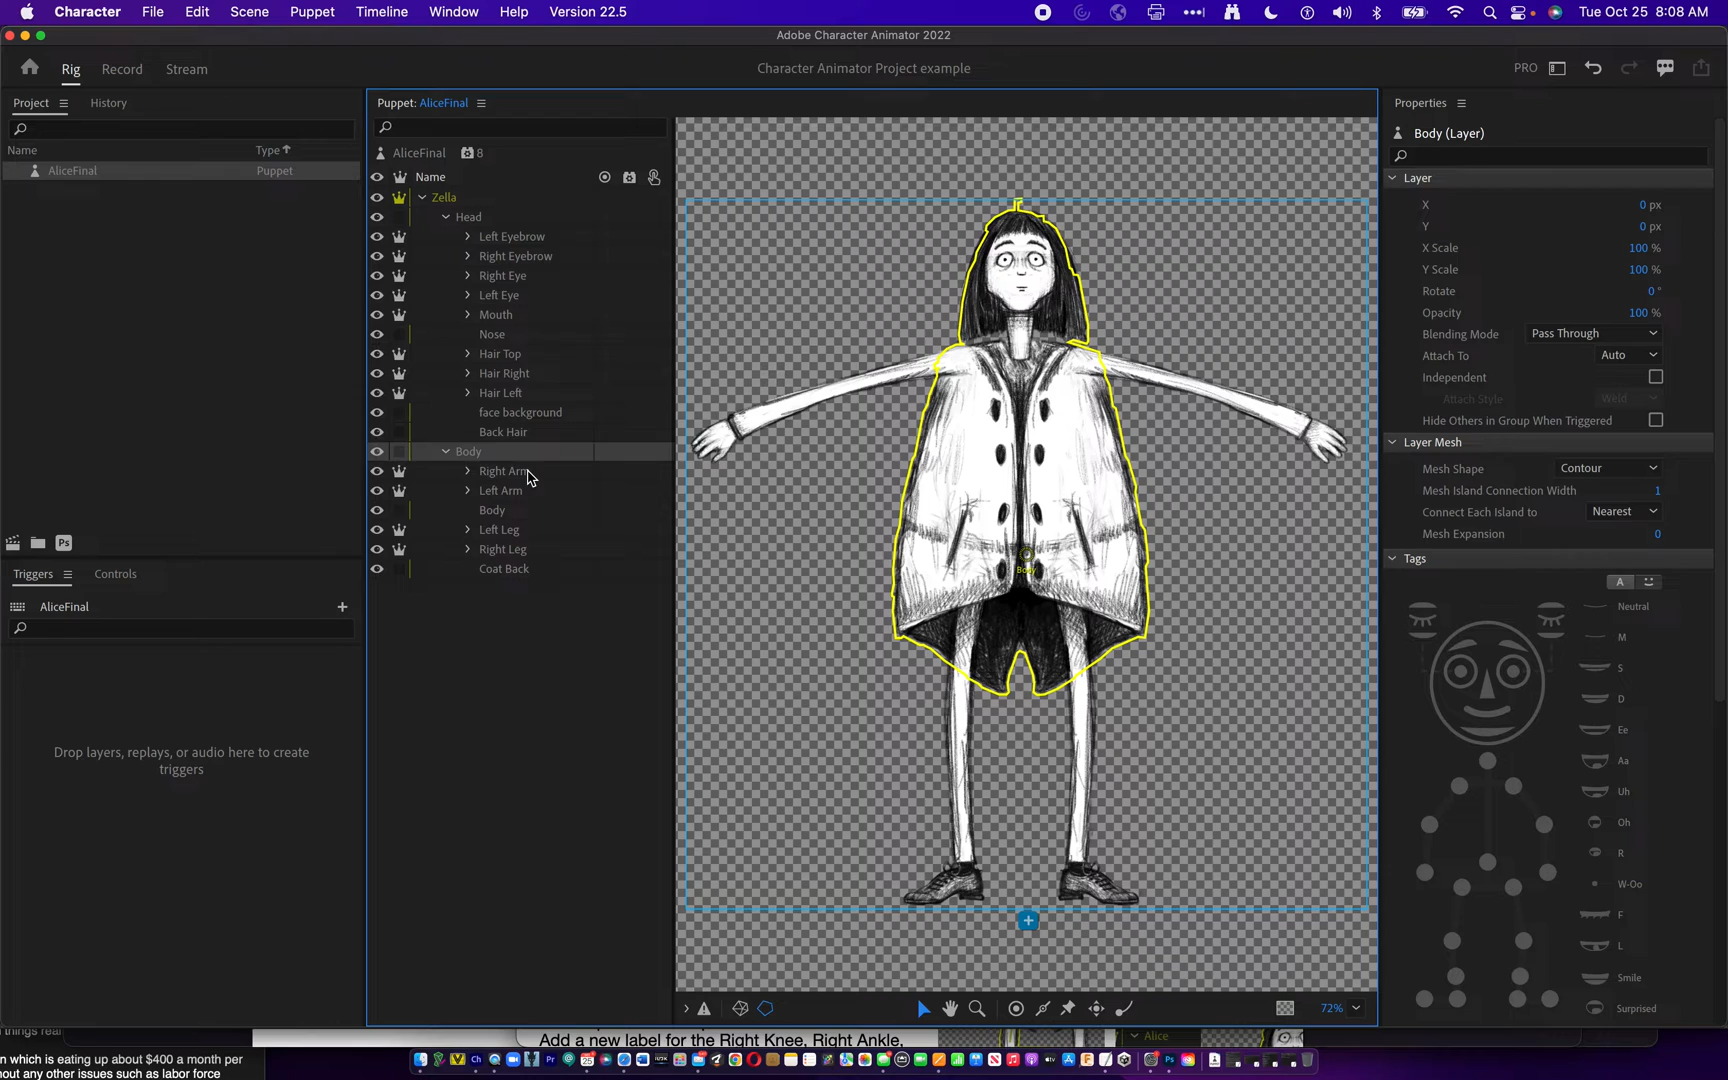 Character File Edit Scene Puppet Timeline Window Help Version 22.5 Tue Oct 25 8:08 AM
Adobe Character Animator 2022
Rig Record Stream Character Animator Project example PRO
Project History
Name Type
AliceFinal Puppet
Triggers Controls
AliceFinal
Drop layers, replays, or audio here to create
triggers
Puppet: AliceFinal
AliceFinal 8
Name
Zella
Head
Left Eyebrow
Right Eyebrow
Right Eye
Left Eye
Mouth
Nose
Hair Top
Hair Right
Hair Left
face background
Back Hair
Body
Right Arm
Left Arm
Body
Left Leg
Right Leg
Coat Back
Body
72%
Properties
Body (Layer)
Layer
X 0 px
Y 0 px
X Scale 100 %
Y Scale 100 %
Rotate 0 °
Opacity 100 %
Blending Mode Pass Through
Attach To Auto
Independent
Attach Style Weld
Hide Others in Group When Triggered
Layer Mesh
Mesh Shape Contour
Mesh Island Connection Width 1
Connect Each Island to Nearest
Mesh Expansion 0
Tags
A
Neutral
M
S
D
Ee
Aa
Uh
Oh
R
W-Oo
F
L
Smile
Surprised
things real
n which is eating up about $400 a month per
out any other issues such as labor force
Add a new label for the Right Knee, Right Ankle,
Alice